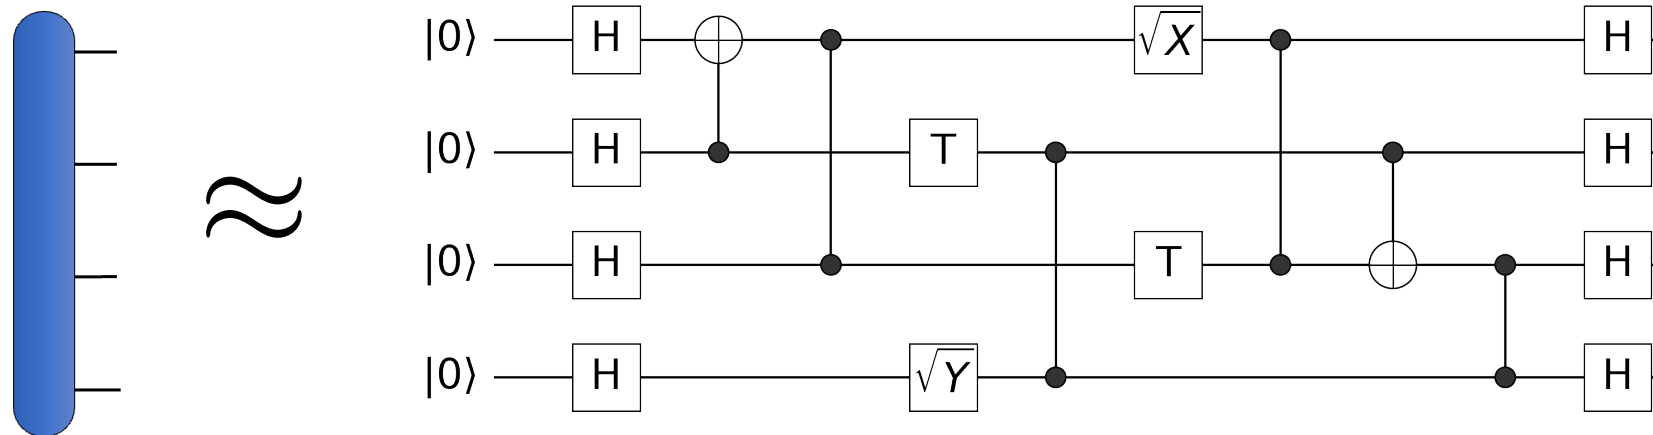 ≈
|0⟩ H √X H
|0⟩ H T H
|0⟩ H T H
|0⟩ H √Y H